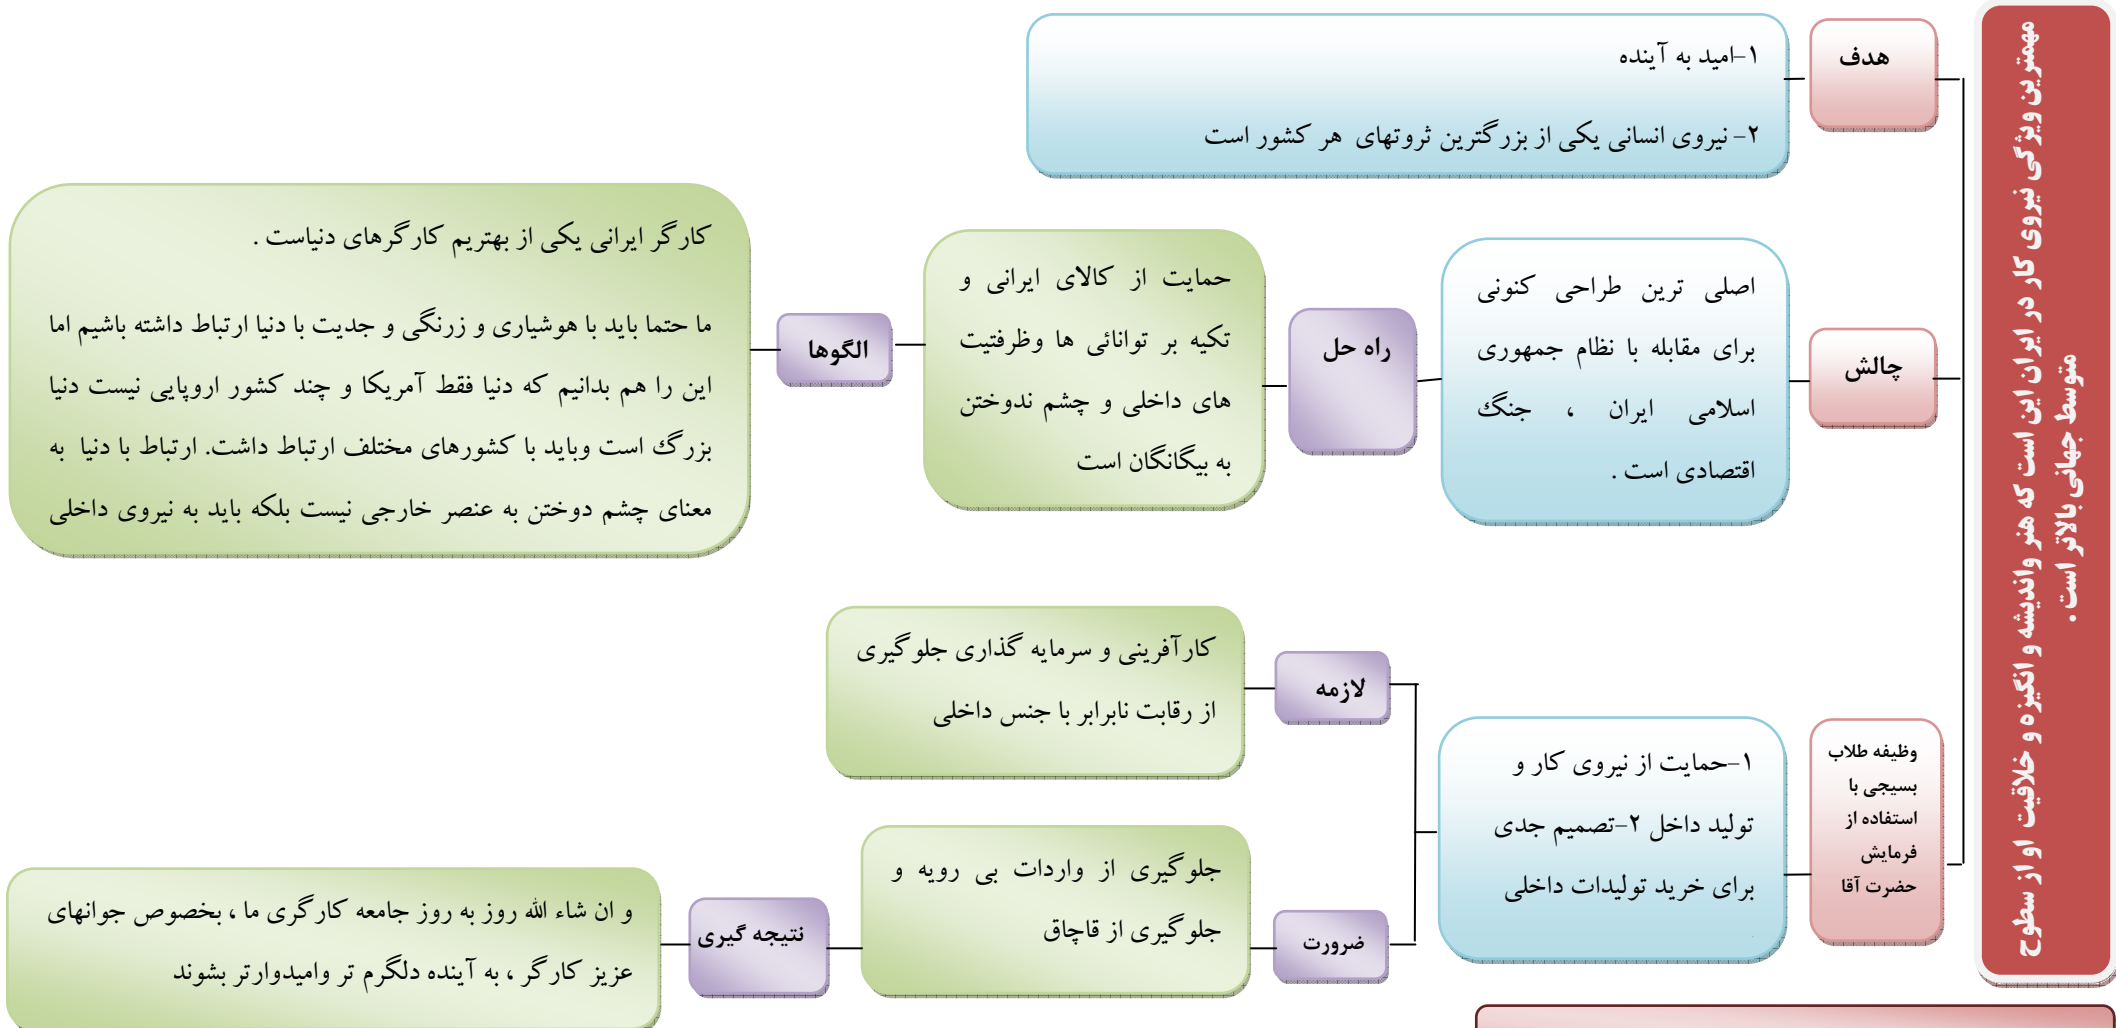 مهمترین ویژگی نیروی کار در ایران این است که هنر واندیشه و انگیزه و خلاقیت او از سطوح
متوسط جهانی بالاتر است .
هدف
۱-امید به آینده
۲- نیروی انسانی یکی از بزرگترین ثروتهای هر کشور است
چالش
اصلی ترین طراحی کنونی
برای مقابله با نظام جمهوری
اسلامی ایران ، جنگ
اقتصادی است .
راه حل
حمایت از کالای ایرانی و
تکیه بر توانائی ها وظرفتیت
های داخلی و چشم ندوختن
به بیگانگان است
الگوها
کارگر ایرانی یکی از بهتریم کارگرهای دنیاست .
ما حتما باید با هوشیاری و زرنگی و جدیت با دنیا ارتباط داشته باشیم اما
این را هم بدانیم که دنیا فقط آمریکا و چند کشور اروپایی نیست دنیا
بزرگ است وباید با کشورهای مختلف ارتباط داشت. ارتباط با دنیا به
معنای چشم دوختن به عنصر خارجی نیست بلکه باید به نیروی داخلی
وظیفه طلاب
بسیجی با
استفاده از
فرمایش
حضرت آقا
۱-حمایت از نیروی کار و
تولید داخل ۲-تصمیم جدی
برای خرید تولیدات داخلی
لازمه
کارآفرینی و سرمایه گذاری جلوگیری
از رقابت نابرابر با جنس داخلی
ضرورت
جلوگیری از واردات بی رویه و
جلوگیری از قاچاق
نتیجه گیری
و ان شاء الله روز به روز جامعه کارگری ما ، بخصوص جوانهای
عزیز کارگر ، به آینده دلگرم تر وامیدوارتر بشوند